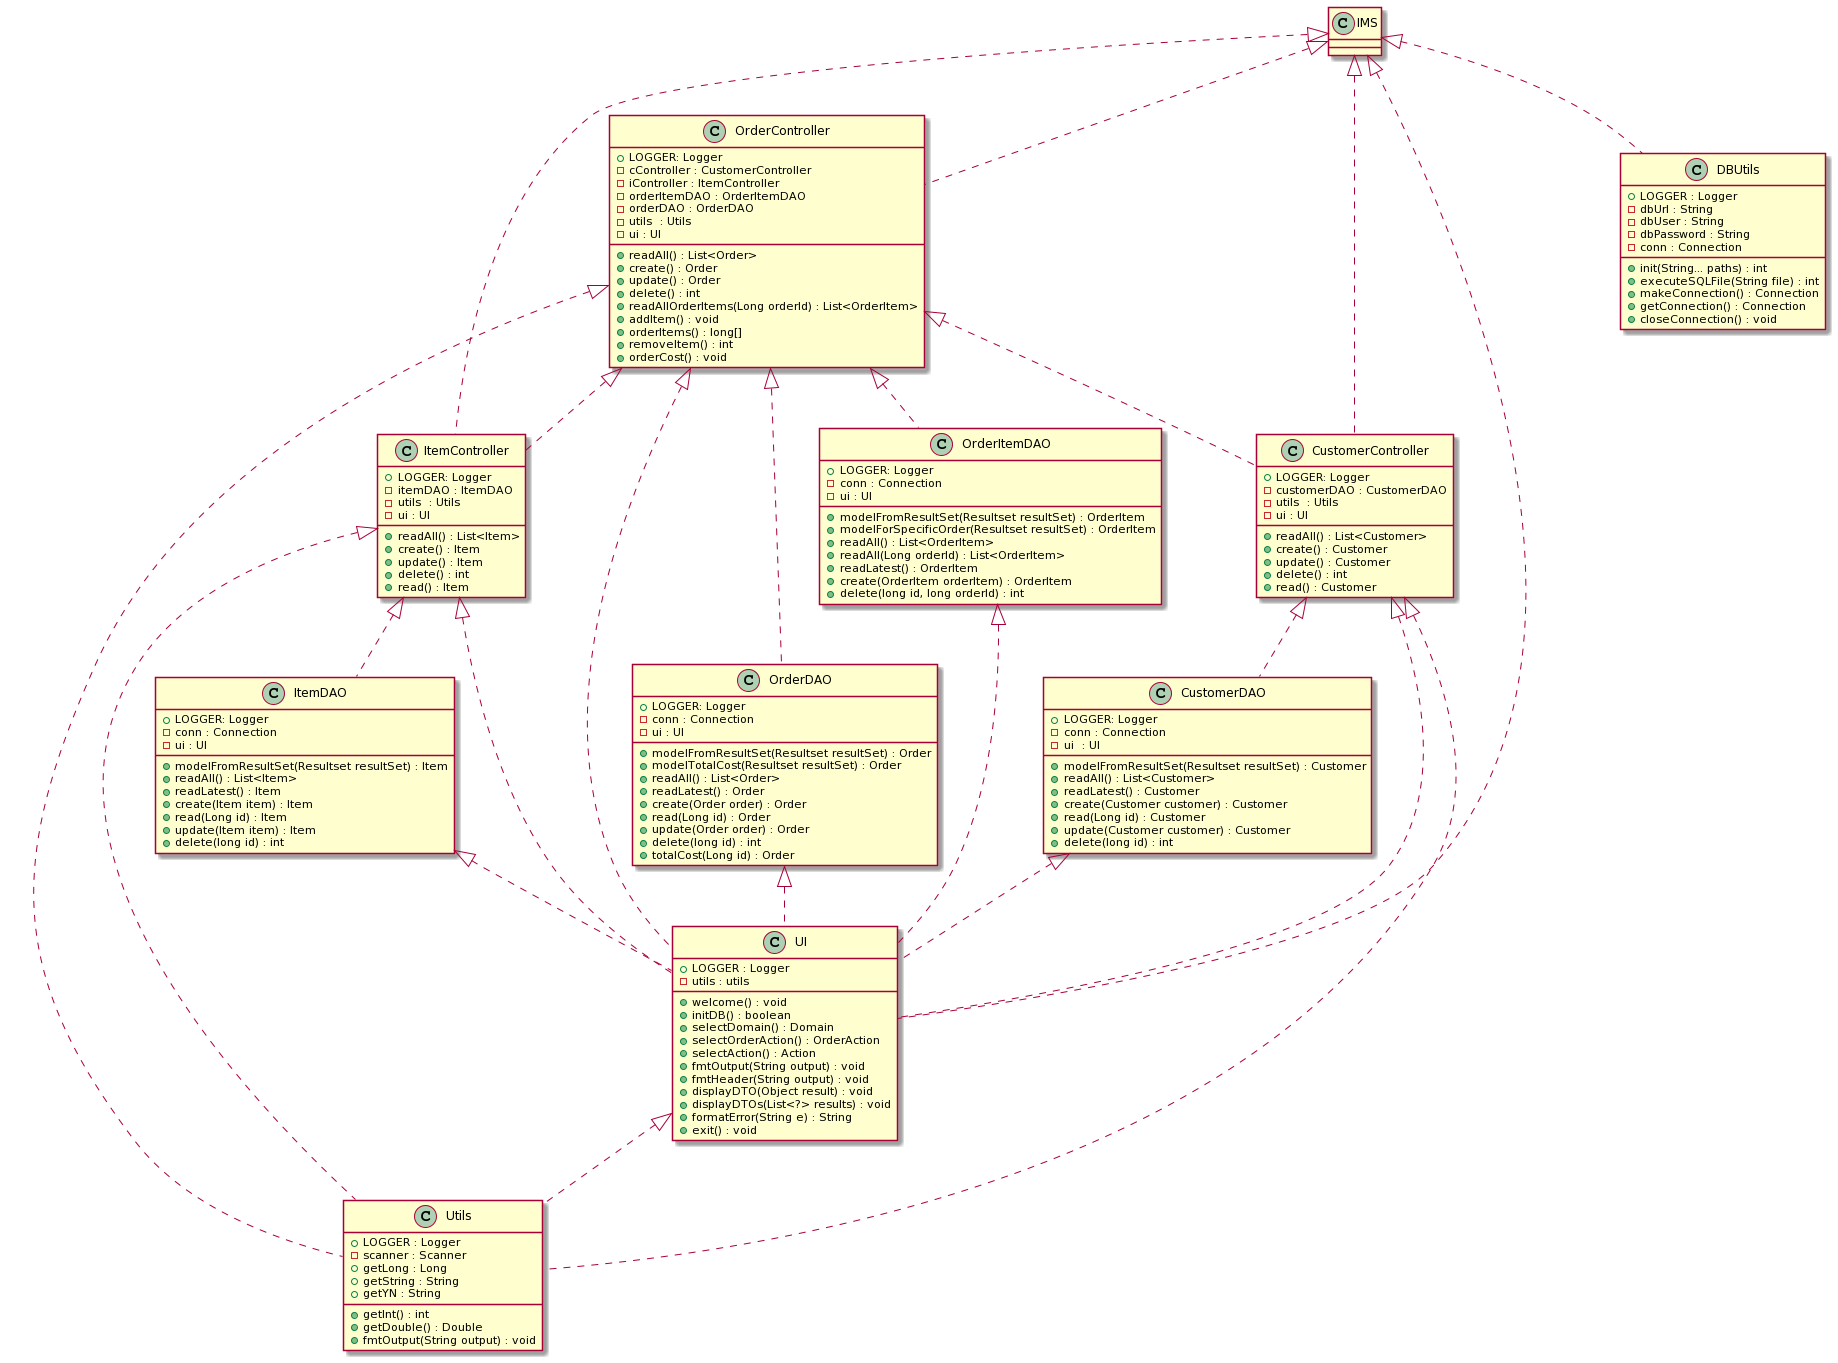 C IMS
C OrderController
LOGGER: Logger
cController : CustomerController
iController : ItemController
orderItemDAO : OrderItemDAO
orderDAO : OrderDAO
utils  : Utils
ui : UI
readAll() : List<Order>
create() : Order
update() : Order
delete() : int
readAllOrderItems(Long orderId) : List<OrderItem>
addItem() : void
orderItems() : long[]
removeItem() : int
orderCost() : void
C DBUtils
LOGGER : Logger
dbUrl : String
dbUser : String
dbPassword : String
conn : Connection
init(String... paths) : int
executeSQLFile(String file) : int
makeConnection() : Connection
getConnection() : Connection
closeConnection() : void
C ItemController
LOGGER: Logger
itemDAO : ItemDAO
utils  : Utils
ui : UI
readAll() : List<Item>
create() : Item
update() : Item
delete() : int
read() : Item
C OrderItemDAO
LOGGER: Logger
conn : Connection
ui : UI
modelFromResultSet(Resultset resultSet) : OrderItem
modelForSpecificOrder(Resultset resultSet) : OrderItem
readAll() : List<OrderItem>
readAll(Long orderId) : List<OrderItem>
readLatest() : OrderItem
create(OrderItem orderItem) : OrderItem
delete(long id, long orderId) : int
C CustomerController
LOGGER: Logger
customerDAO : CustomerDAO
utils  : Utils
ui : UI
readAll() : List<Customer>
create() : Customer
update() : Customer
delete() : int
read() : Customer
C ItemDAO
LOGGER: Logger
conn : Connection
ui : UI
modelFromResultSet(Resultset resultSet) : Item
readAll() : List<Item>
readLatest() : Item
create(Item item) : Item
read(Long id) : Item
update(Item item) : Item
delete(long id) : int
C OrderDAO
LOGGER: Logger
conn : Connection
ui : UI
modelFromResultSet(Resultset resultSet) : Order
modelTotalCost(Resultset resultSet) : Order
readAll() : List<Order>
readLatest() : Order
create(Order order) : Order
read(Long id) : Order
update(Order order) : Order
delete(long id) : int
totalCost(Long id) : Order
C CustomerDAO
LOGGER: Logger
conn : Connection
ui  : UI
modelFromResultSet(Resultset resultSet) : Customer
readAll() : List<Customer>
readLatest() : Customer
create(Customer customer) : Customer
read(Long id) : Customer
update(Customer customer) : Customer
delete(long id) : int
C UI
LOGGER : Logger
utils : utils
welcome() : void
initDB() : boolean
selectDomain() : Domain
selectOrderAction() : OrderAction
selectAction() : Action
fmtOutput(String output) : void
fmtHeader(String output) : void
displayDTO(Object result) : void
displayDTOs(List<?> results) : void
formatError(String e) : String
exit() : void
C Utils
LOGGER : Logger
scanner : Scanner
getLong : Long
getString : String
getYN : String
getInt() : int
getDouble() : Double
fmtOutput(String output) : void